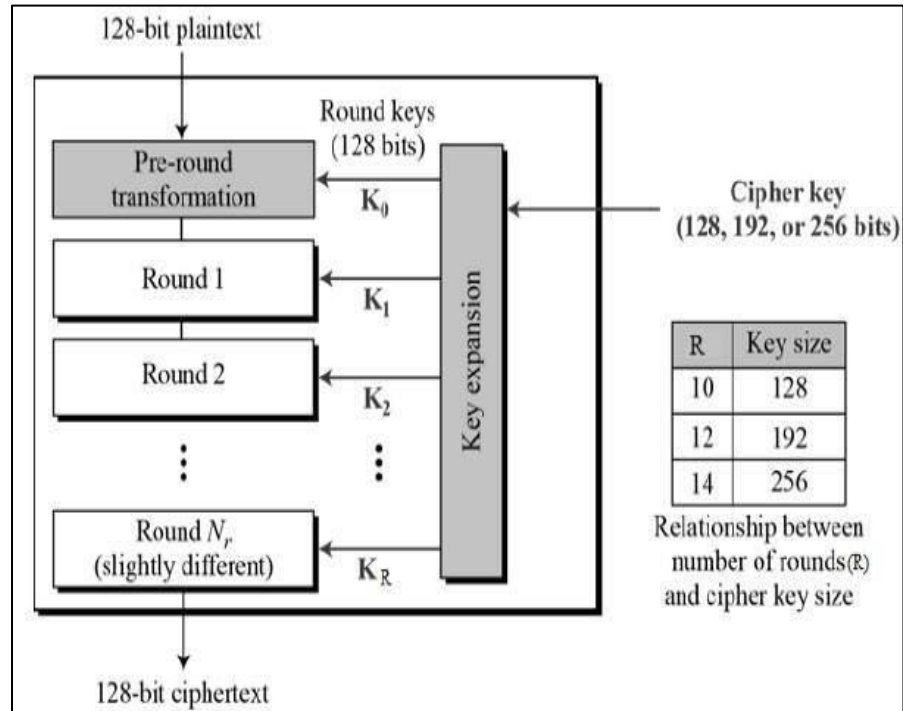 128-bit plaintext
Round keys
(128 bits)
Pre-round
transformation
K₀
Cipher key
(128, 192, or 256 bits)
Round 1
K₁
Round 2
K₂
Key expansion
Round Nᵣ
(slightly different)
K_R
128-bit ciphertext
R Key size
10 128
12 192
14 256
Relationship between
number of rounds(R)
and cipher key size